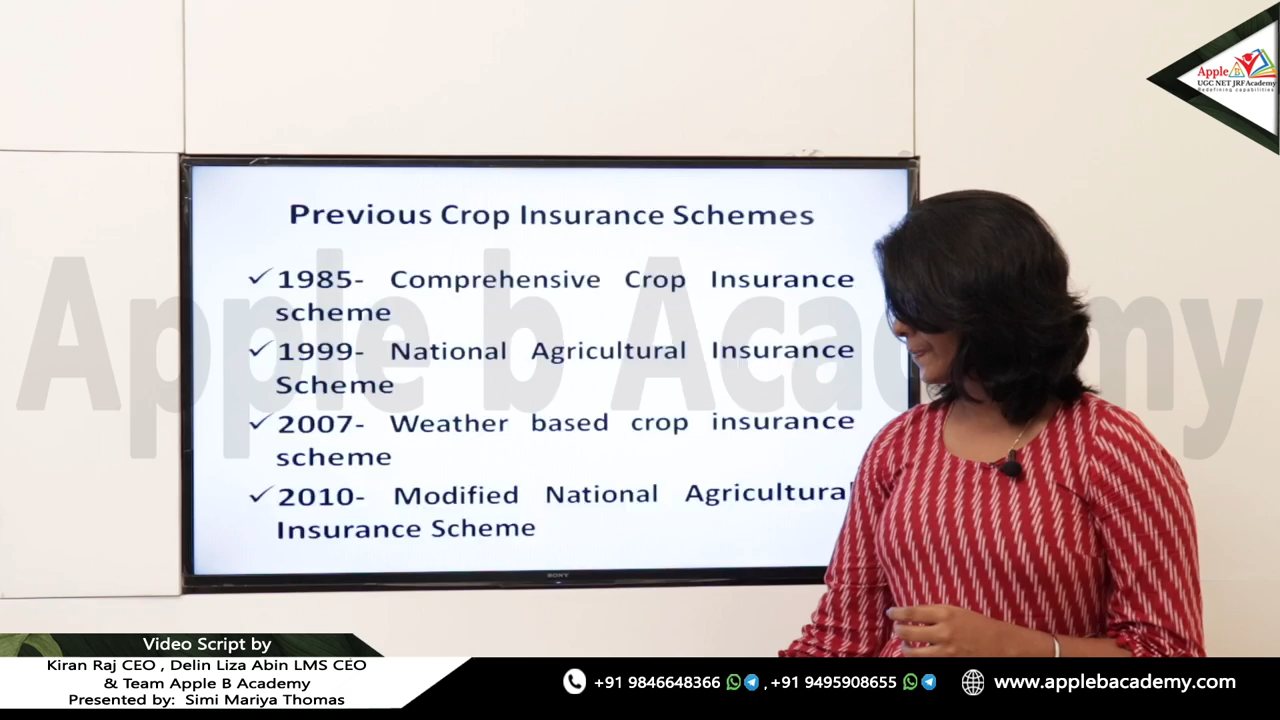 Apple B
UGC NET JRF Academy
Redefining capabilities
Previous Crop Insurance Schemes
✓ 1985- Comprehensive Crop Insurance
scheme
✓ 1999- National Agricultural Insurance
Scheme
✓ 2007- Weather based crop insurance
scheme
✓ 2010- Modified National Agricultural
Insurance Scheme
Apple b Academy
SONY
Video Script by
Kiran Raj CEO , Delin Liza Abin LMS CEO
& Team Apple B Academy
Presented by: Simi Mariya Thomas
+91 9846648366 , +91 9495908655 www.applebacademy.com